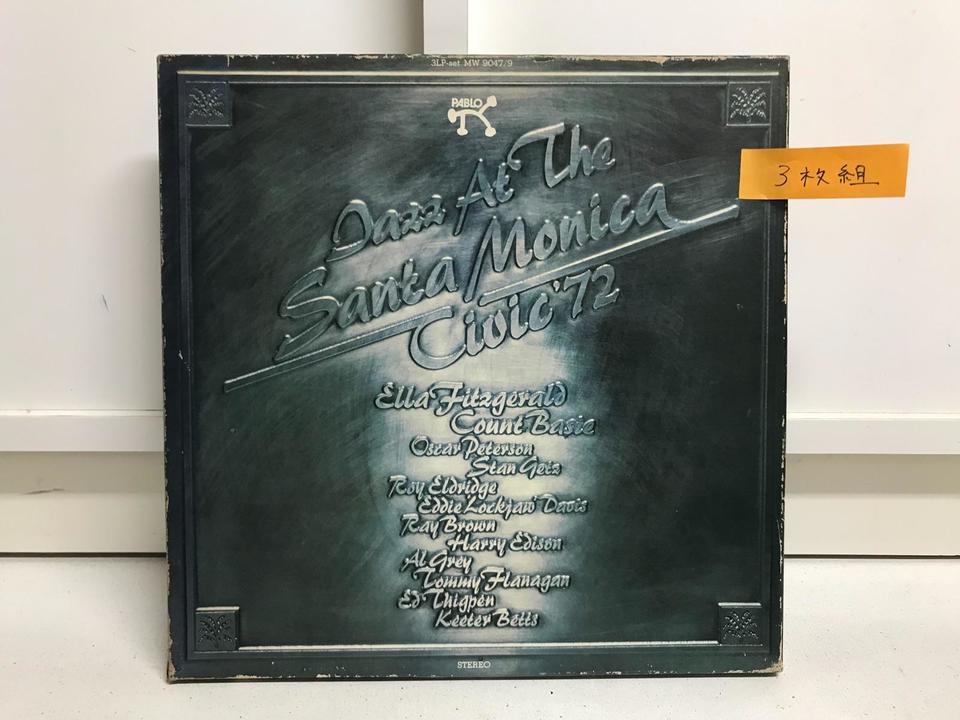 3LP-set MW 9047/9
PABLO
Jazz At The
Santa Monica
Civic '72
3枚組
Ella Fitzgerald
Count Basie
Oscar Peterson
Stan Getz
Roy Eldridge
Eddie "Lockjaw" Davis
Ray Brown
Harry Edison
Al Grey
Tommy Flanagan
Ed Thigpen
Keeter Betts
STEREO